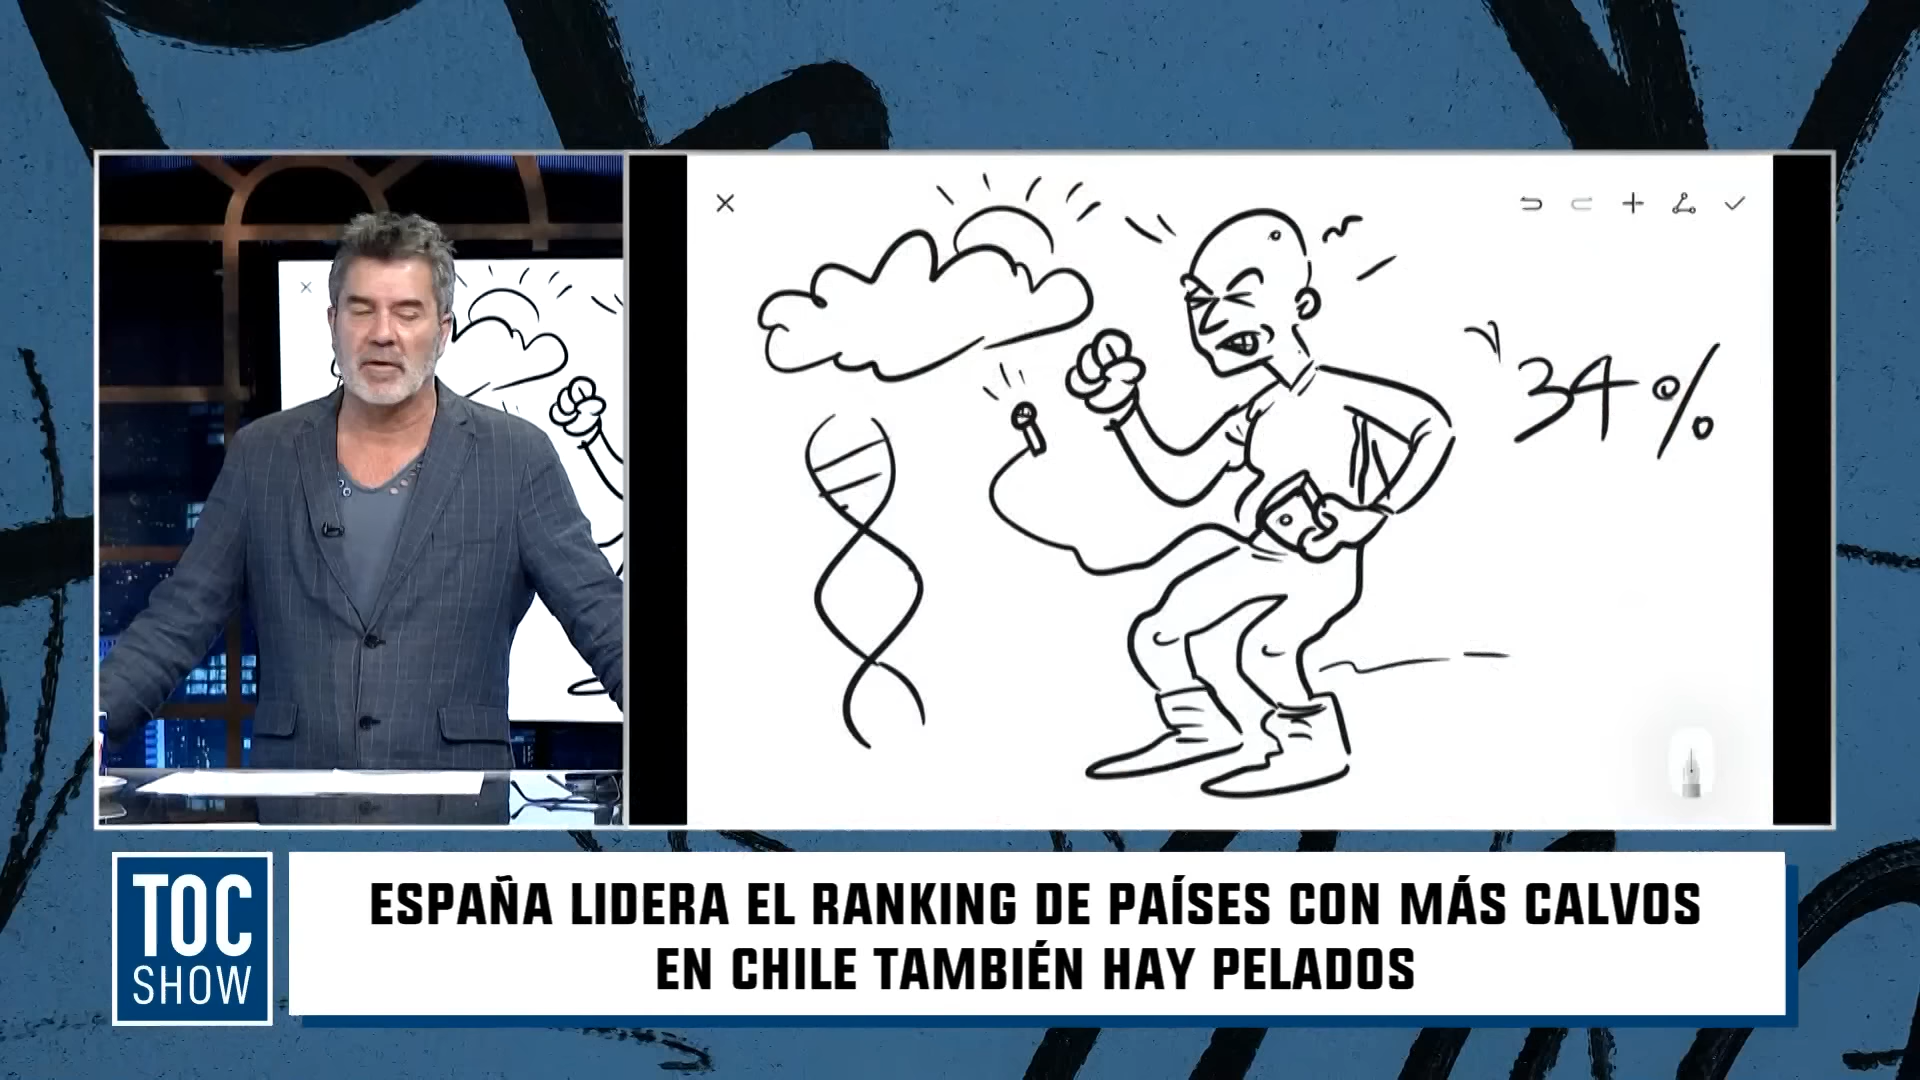 34%
TOC
SHOW
ESPAÑA LIDERA EL RANKING DE PAÍSES CON MÁS CALVOS
EN CHILE TAMBIÉN HAY PELADOS